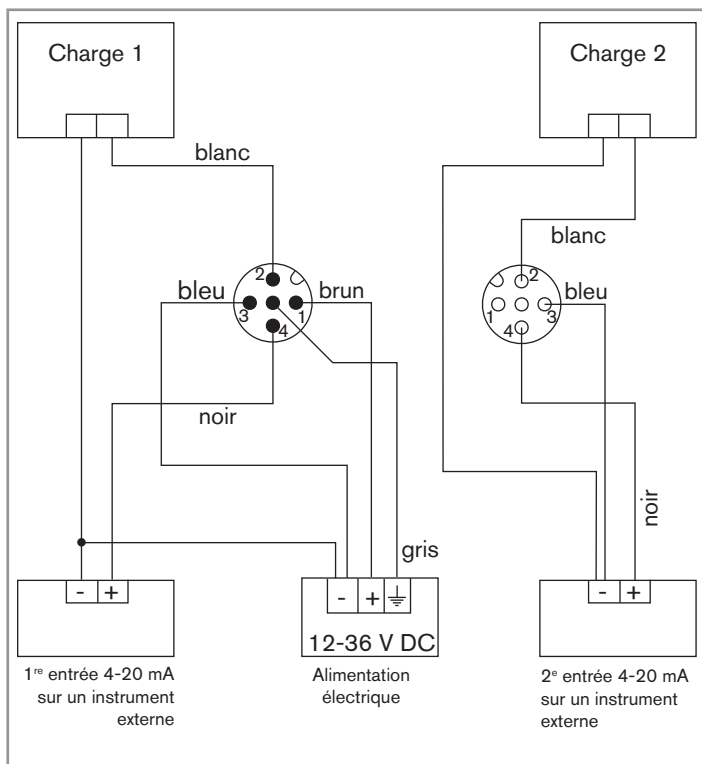 Charge 1
Charge 2
blanc
blanc
2
2
bleu
brun
bleu
3
1
1
3
4
4
noir
noir
gris
- +
- +
- +
12-36 V DC
1re entrée 4-20 mA
sur un instrument
externe
Alimentation
électrique
2e entrée 4-20 mA
sur un instrument
externe